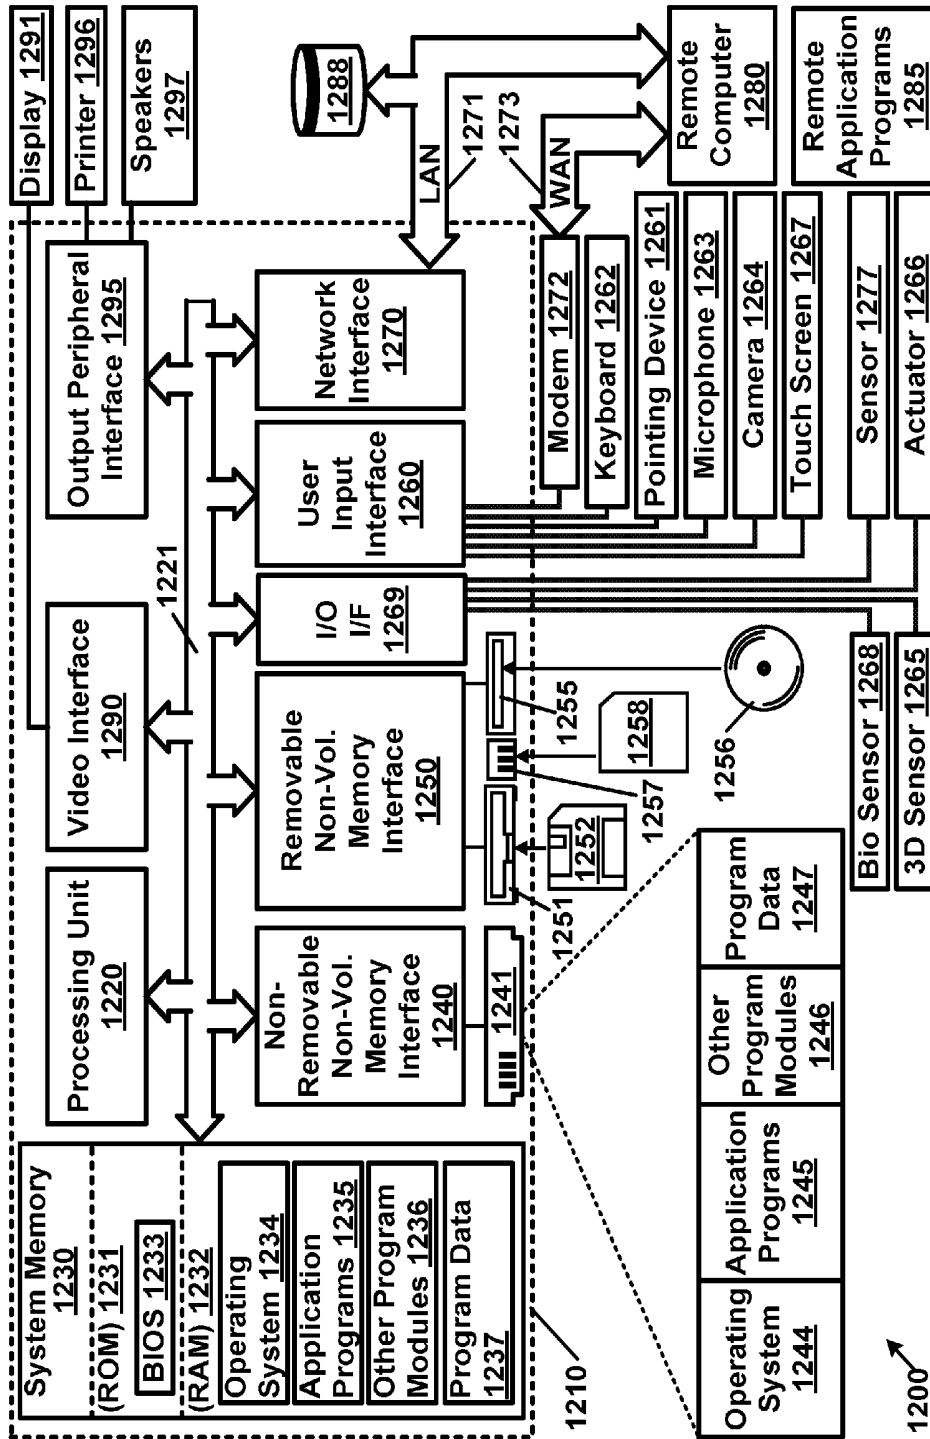 System Memory
1230
(ROM) 1231
BIOS 1233
(RAM) 1232
Operating
System 1234
Application
Programs 1235
Other Program
Modules 1236
Program Data
1237
Processing Unit
1220
Video Interface
1290
Output Peripheral
Interface 1295
Display 1291
Printer 1296
Speakers
1297
1221
Non-
Removable
Non-Vol.
Memory
Interface
1240
Removable
Non-Vol.
Memory
Interface
1250
I/O
I/F
1269
User
Input
Interface
1260
Network
Interface
1270
1288
LAN
1271
1273
WAN
Remote
Computer
1280
Remote
Application
Programs
1285
Modem 1272
Keyboard 1262
Pointing Device 1261
Microphone 1263
Camera 1264
Touch Screen 1267
Sensor 1277
Actuator 1266
Bio Sensor 1268
3D Sensor 1265
1241
1251
1252
1257
1258
1255
1256
1210
Operating
System
1244
Application
Programs
1245
Other
Program
Modules
1246
Program
Data
1247
1200